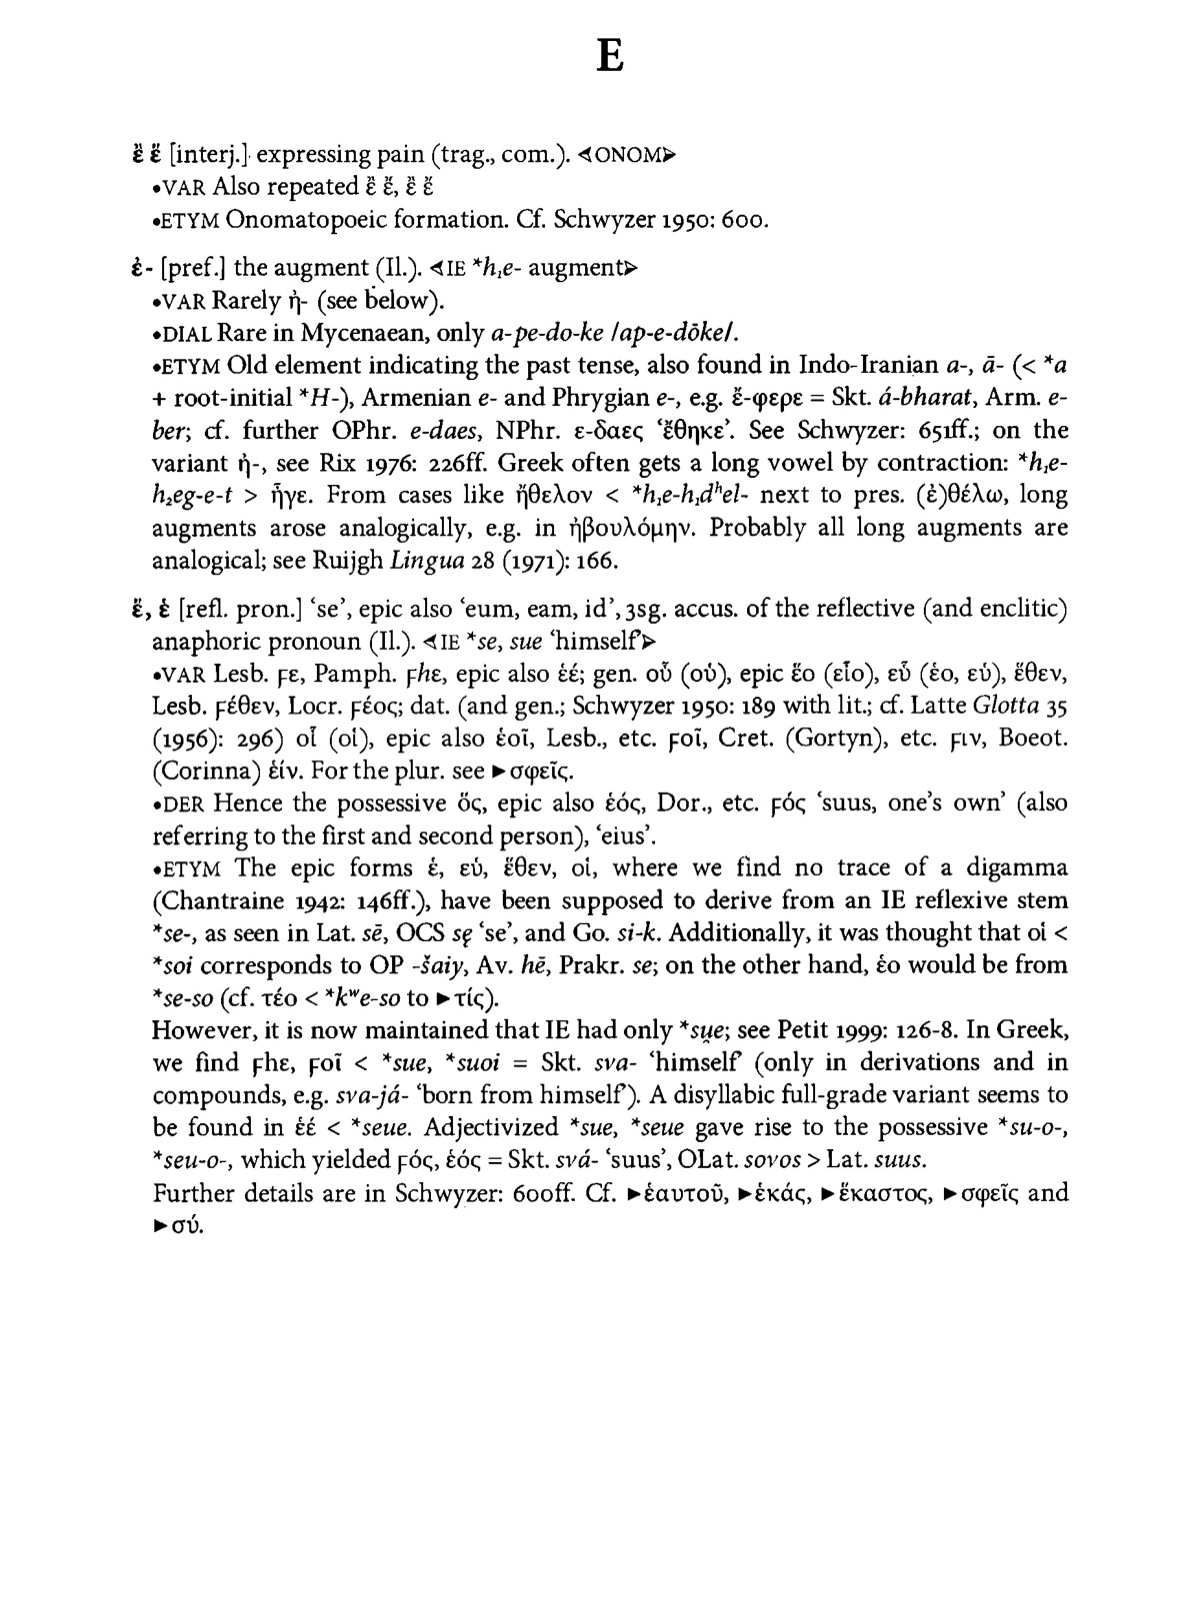 E
ἒ ἔ [interj.] expressing pain (trag., com.). ⋖ONOM⋗
•VAR Also repeated ἒ ἔ, ἒ ἔ
•ETYM Onomatopoeic formation. Cf. Schwyzer 1950: 600.
ἐ- [pref.] the augment (Il.). ⋖IE *h₁e- augment⋗
•VAR Rarely ἠ- (see below).
•DIAL Rare in Mycenaean, only a-pe-do-ke /ap-e-dōke/.
•ETYM Old element indicating the past tense, also found in Indo-Iranian a-, ā- (< *a
+ root-initial *H-), Armenian e- and Phrygian e-, e.g. ἔ-φερε = Skt. á-bharat, Arm. e-
ber; cf. further OPhr. e-daes, NPhr. ε-δαες ‘ἔθηκε’. See Schwyzer: 651ff.; on the
variant ἠ-, see Rix 1976: 226ff. Greek often gets a long vowel by contraction: *h₁e-
h₂eg-e-t > ἦγε. From cases like ἤθελον < *h₁e-h₁dʰel- next to pres. (ἐ)θέλω, long
augments arose analogically, e.g. in ἠβουλόμην. Probably all long augments are
analogical; see Ruijgh Lingua 28 (1971): 166.
ἕ, ἑ [refl. pron.] ‘se’, epic also ‘eum, eam, id’, 3sg. accus. of the reflective (and enclitic)
anaphoric pronoun (Il.). ⋖IE *se, sue ‘himself’⋗
•VAR Lesb. ϝε, Pamph. ϝhε, epic also ἑέ; gen. οὗ (οὑ), epic ἕο (εἷο), εὗ (ἑο, εὑ), ἕθεν,
Lesb. ϝέθεν, Locr. ϝέος; dat. (and gen.; Schwyzer 1950: 189 with lit.; cf. Latte Glotta 35
(1956): 296) οἷ (οἱ), epic also ἑοῖ, Lesb., etc. ϝοῖ, Cret. (Gortyn), etc. ϝιν, Boeot.
(Corinna) ἑίν. For the plur. see ►σφεῖς.
•DER Hence the possessive ὅς, epic also ἑός, Dor., etc. ϝός ‘suus, one’s own’ (also
referring to the first and second person), ‘eius’.
•ETYM The epic forms ἑ, εὑ, ἕθεν, οἱ, where we find no trace of a digamma
(Chantraine 1942: 146ff.), have been supposed to derive from an IE reflexive stem
*se-, as seen in Lat. sē, OCS sę ‘se’, and Go. si-k. Additionally, it was thought that οἱ <
*soi corresponds to OP -šaiy, Av. hē, Prakr. se; on the other hand, ἑο would be from
*se-so (cf. τέο < *kʷe-so to ►τίς).
However, it is now maintained that IE had only *su̯e; see Petit 1999: 126-8. In Greek,
we find ϝhε, ϝοῖ < *sue, *suoi = Skt. sva- ‘himself’ (only in derivations and in
compounds, e.g. sva-já- ‘born from himself’). A disyllabic full-grade variant seems to
be found in ἑέ < *seue. Adjectivized *sue, *seue gave rise to the possessive *su-o-,
*seu-o-, which yielded ϝός, ἑός = Skt. svá- ‘suus’, OLat. sovos > Lat. suus.
Further details are in Schwyzer: 600ff. Cf. ►ἑαυτοῦ, ►ἑκάς, ►ἕκαστος, ►σφεῖς and
►σύ.